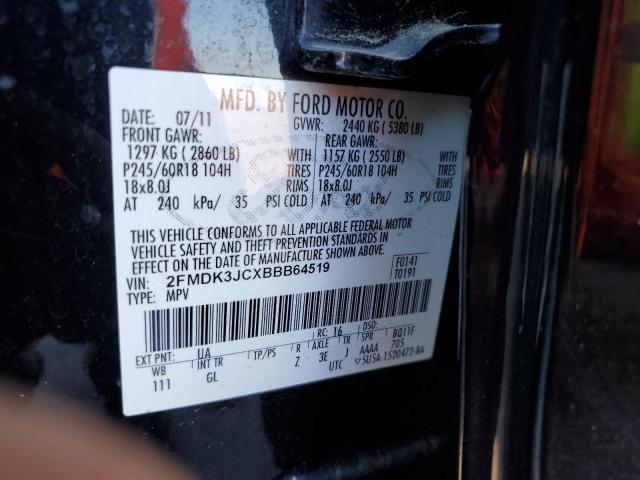 MFD. BY FORD MOTOR CO.
DATE: 07/11 GVWR: 2440 KG ( 5380 LB)
FRONT GAWR: REAR GAWR:
1297 KG ( 2860 LB) WITH 1157 KG ( 2550 LB) WITH
P245/60R18 104H TIRES P245/60R18 104H TIRES
18x8.0J RIMS 18x8.0J RIMS
AT 240 kPa/ 35 PSI COLD AT 240 kPa/ 35 PSI COLD
THIS VEHICLE CONFORMS TO ALL APPLICABLE FEDERAL MOTOR
VEHICLE SAFETY AND THEFT PREVENTION STANDARDS IN
EFFECT ON THE DATE OF MANUFACTURE SHOWN ABOVE.
VIN: 2FMDK3JCXBBB64519 F0141
TYPE: MPV T0191
EXT PNT: UA RC: 16 DSO:
WB INT TR TP/PS R AXLE TR SPR BQ11F
111 GL Z 3E J AAAA 705
UTC 5U5A-1520472-BA